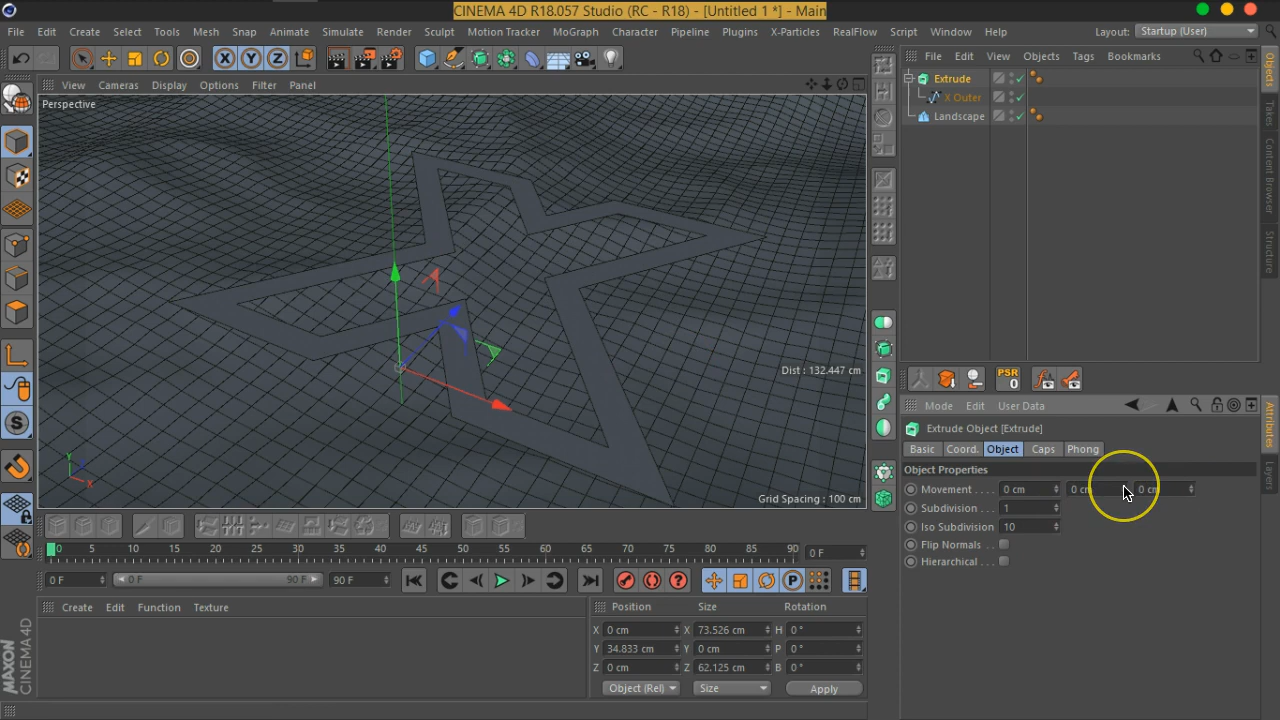 CINEMA 4D R18.057 Studio (RC - R18) - [Untitled 1 *] - Main
File Edit Create Select Tools Mesh Snap Animate Simulate Render Sculpt Motion Tracker MoGraph Character Pipeline Plugins X-Particles RealFlow Script Window Help Layout: Startup (User)
X Y Z
File Edit View Objects Tags Bookmarks
View Cameras Display Options Filter Panel
Perspective
Extrude
X Outer
Landscape
Objects
Takes
Content Browser
Structure
Dist : 132.447 cm
PSR
0
Mode Edit User Data
Extrude Object [Extrude]
Basic Coord. Object Caps Phong
Object Properties
Movement . . . . 0 cm 0 cm 0 cm
Subdivision . . . 1
Iso Subdivision 10
Flip Normals . .
Hierarchical . . .
Attributes
Layers
Y
X
Grid Spacing : 100 cm
0 5 10 15 20 25 30 35 40 45 50 55 60 65 70 75 80 85 90 0 F
0 F 0 F 90 F 90 F
P
Create Edit Function Texture
Position Size Rotation
X 0 cm X 73.526 cm H 0 °
Y 34.833 cm Y 0 cm P 0 °
Z 0 cm Z 62.125 cm B 0 °
Object (Rel) Size Apply
MAXON
CINEMA 4D